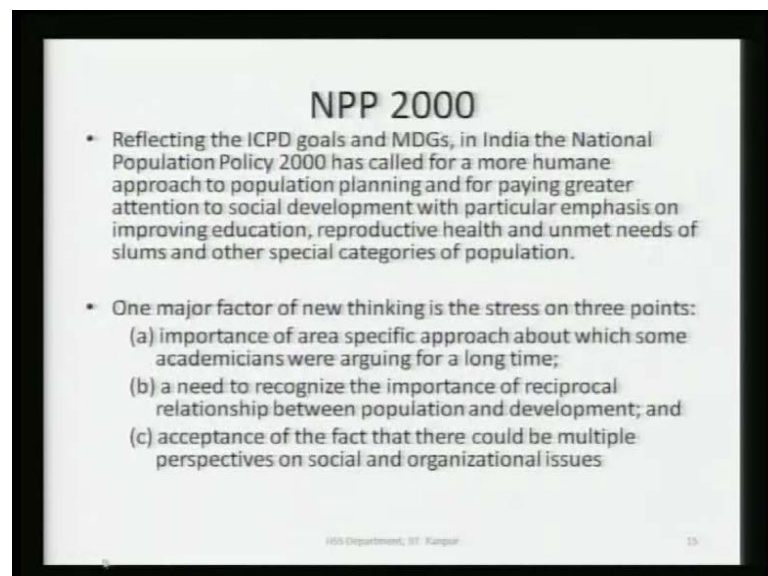 NPP 2000
• Reflecting the ICPD goals and MDGs, in India the National
Population Policy 2000 has called for a more humane
approach to population planning and for paying greater
attention to social development with particular emphasis on
improving education, reproductive health and unmet needs of
slums and other special categories of population.
• One major factor of new thinking is the stress on three points:
(a) importance of area specific approach about which some
academicians were arguing for a long time;
(b) a need to recognize the importance of reciprocal
relationship between population and development; and
(c) acceptance of the fact that there could be multiple
perspectives on social and organizational issues
HSS Department, IIT Kanpur
15